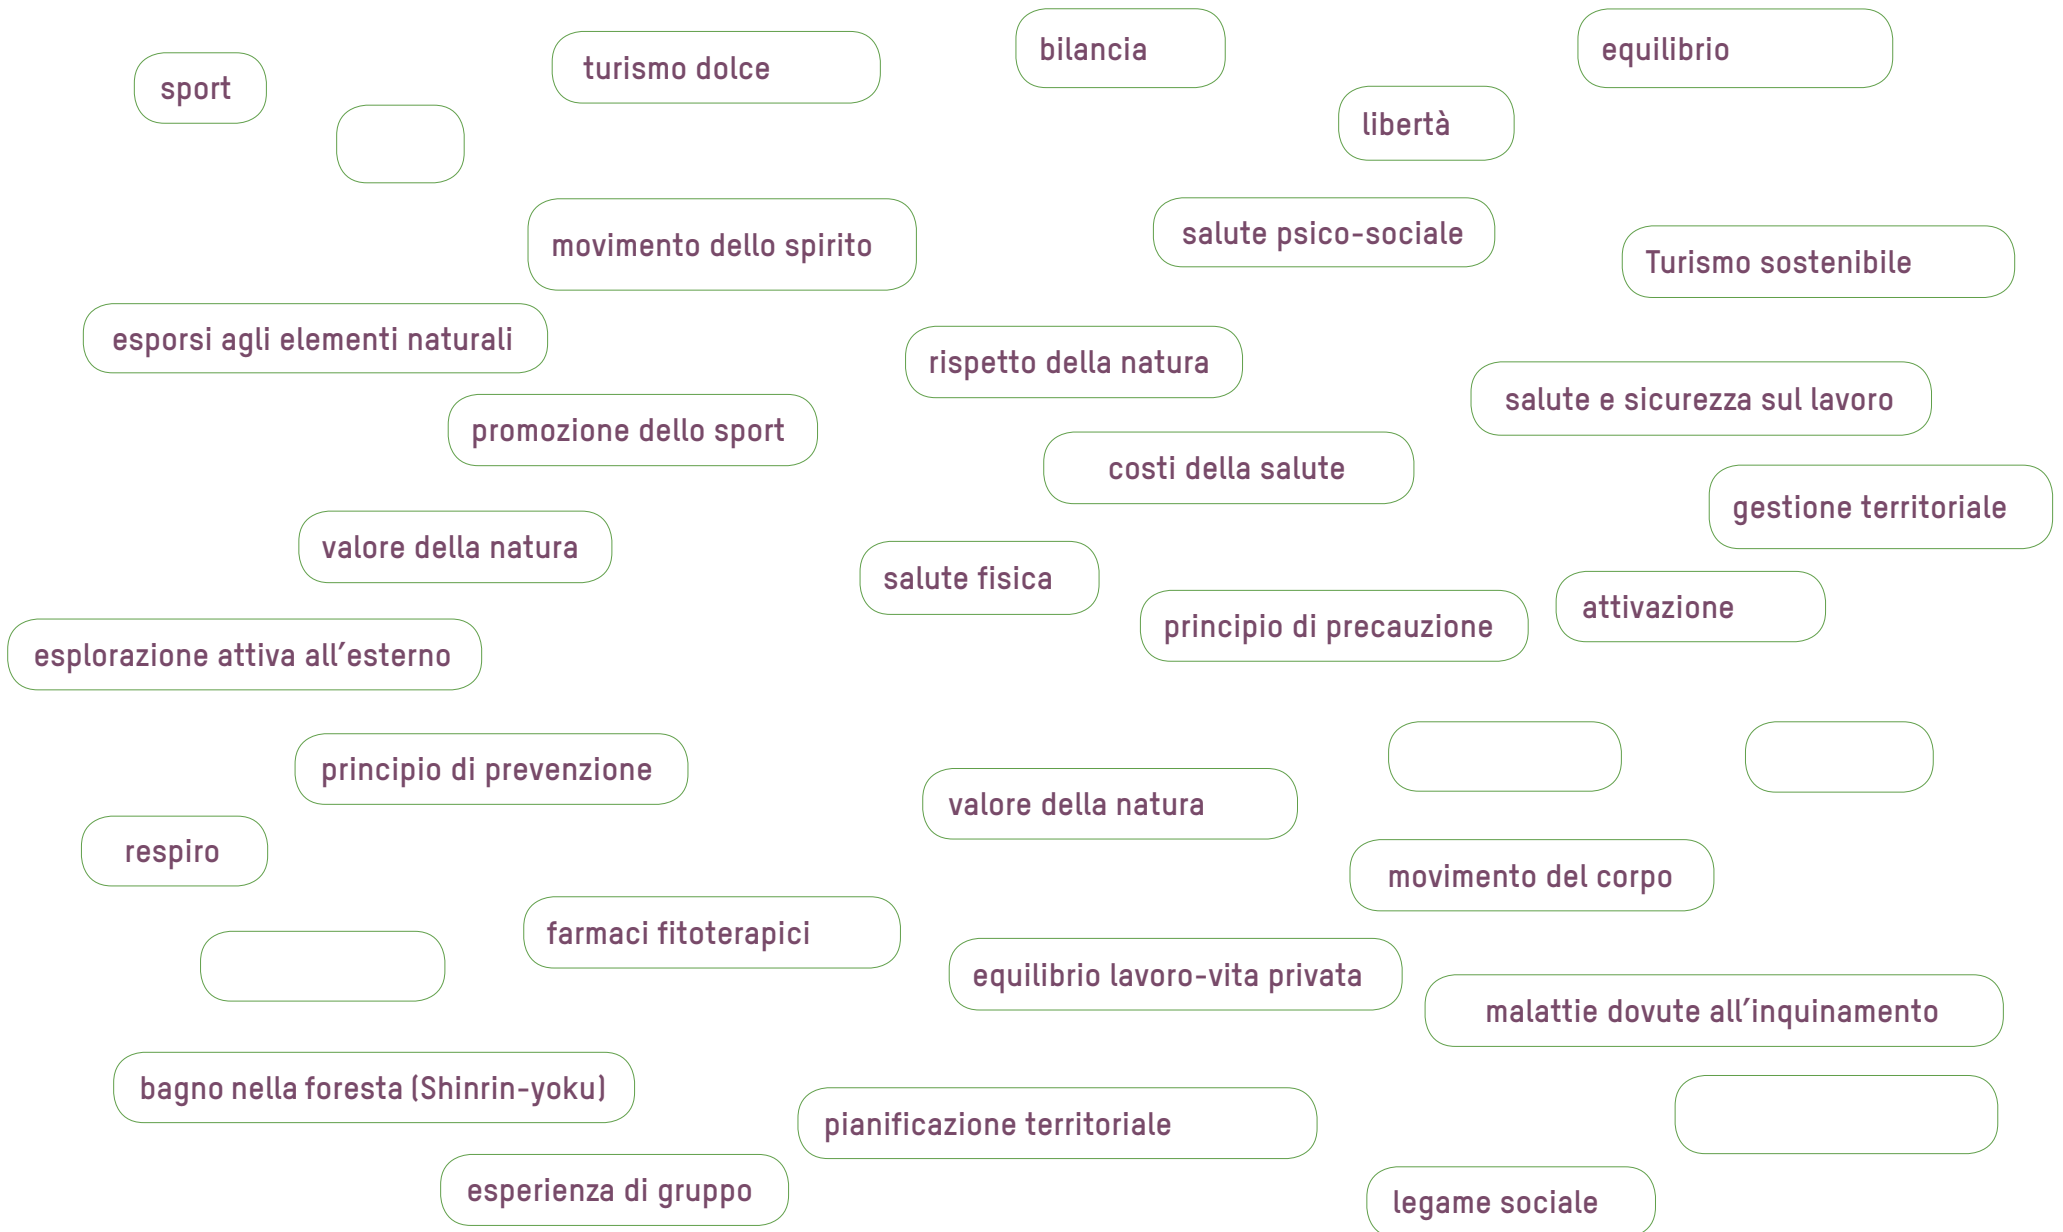 bilancia
equilibrio
turismo dolce
sport
libertà
salute psico-sociale
movimento dello spirito
Turismo sostenibile
esporsi agli elementi naturali
rispetto della natura
salute e sicurezza sul lavoro
promozione dello sport
costi della salute
gestione territoriale
valore della natura
salute fisica
attivazione
principio di precauzione
esplorazione attiva all’esterno
principio di prevenzione
valore della natura
respiro
movimento del corpo
farmaci fitoterapici
equilibrio lavoro-vita privata
malattie dovute all’inquinamento
bagno nella foresta (Shinrin-yoku)
pianificazione territoriale
esperienza di gruppo
legame sociale